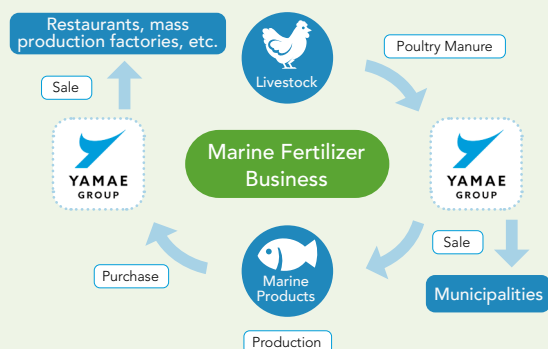 Restaurants, mass
production factories, etc.
Livestock
Poultry Manure
Sale
YAMAE
GROUP
Marine Fertilizer
Business
YAMAE
GROUP
Sale
Purchase
Marine
Products
Municipalities
Production